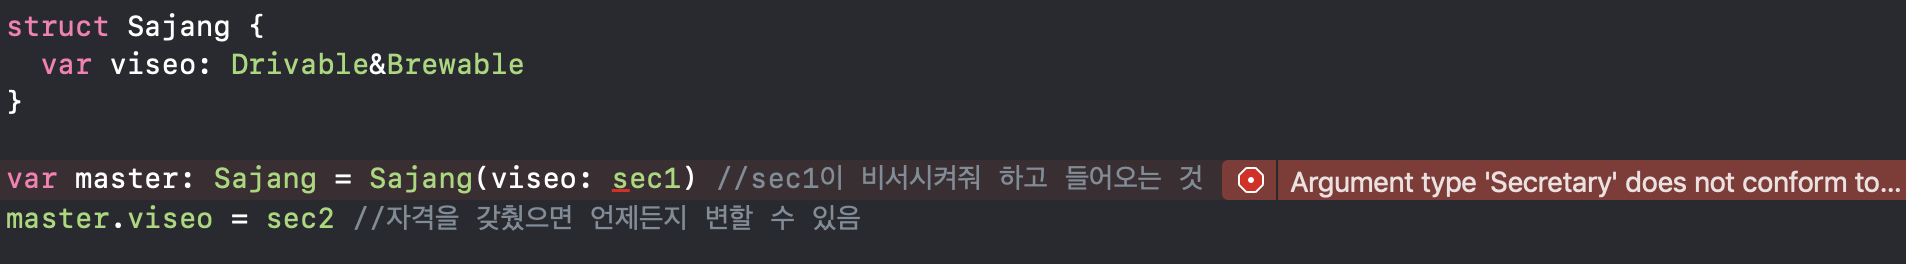 struct Sajang {
  var viseo: Drivable&Brewable
}
var master: Sajang = Sajang(viseo: sec1) //sec1이 비서시켜줘 하고 들어오는 것 Argument type 'Secretary' does not conform to...
master.viseo = sec2 //자격을 갖췄으면 언제든지 변할 수 있음